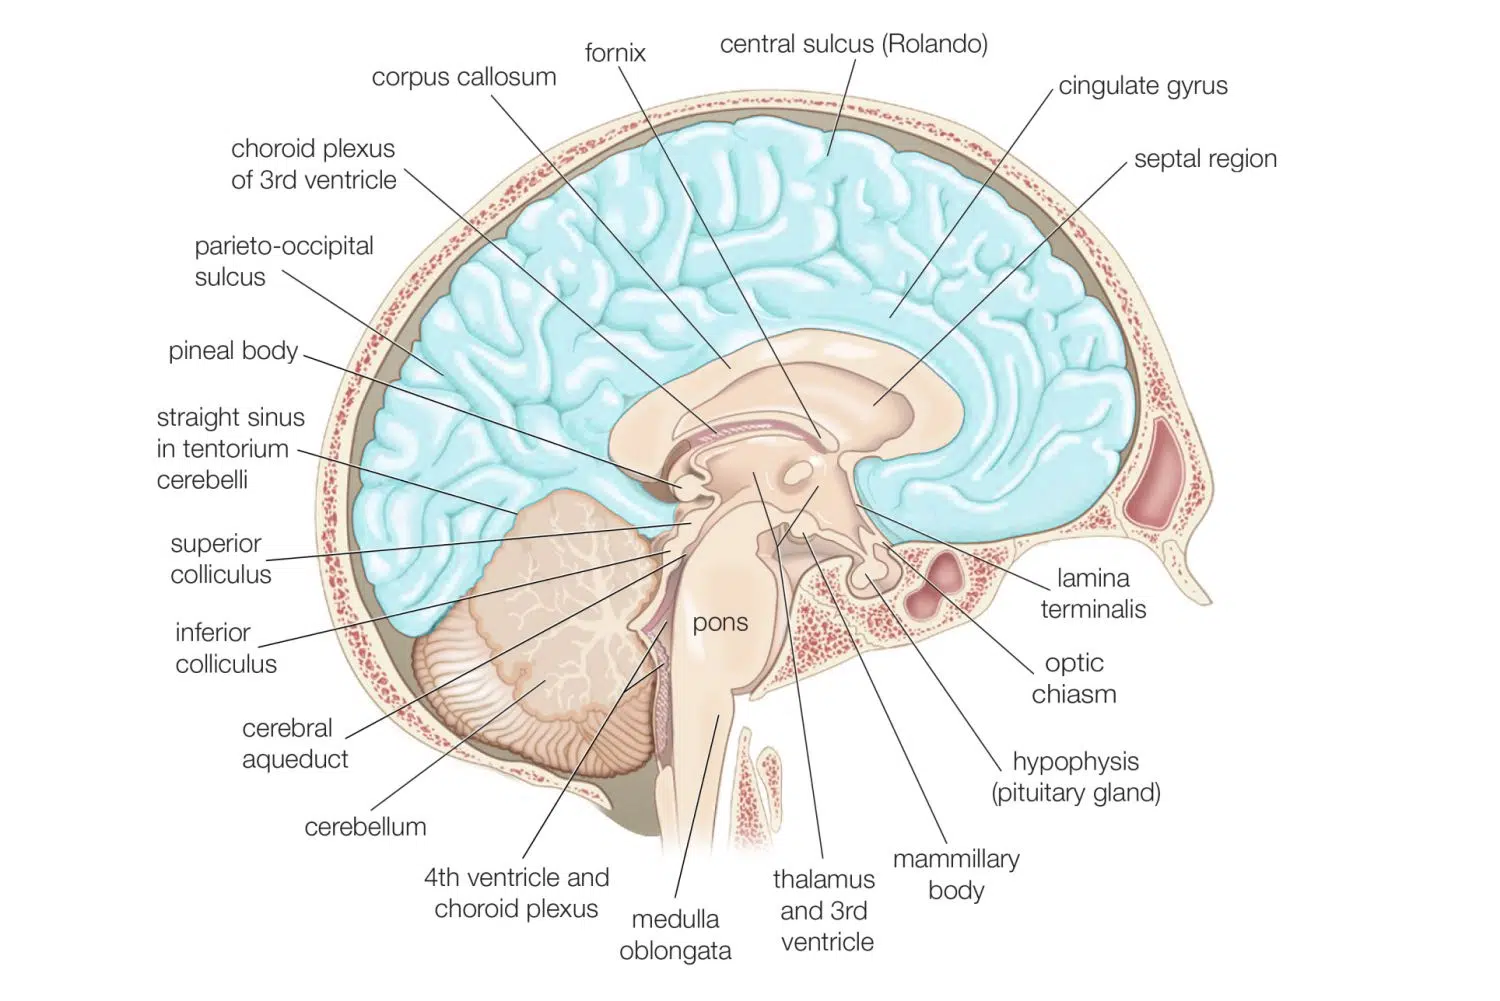 fornix
central sulcus (Rolando)
corpus callosum
cingulate gyrus
choroid plexus
of 3rd ventricle
septal region
parieto-occipital
sulcus
pineal body
straight sinus
in tentorium
cerebelli
superior
colliculus
inferior
colliculus
cerebral
aqueduct
cerebellum
4th ventricle and
choroid plexus
medulla
oblongata
pons
thalamus
and 3rd
ventricle
mammillary
body
hypophysis
(pituitary gland)
optic
chiasm
lamina
terminalis